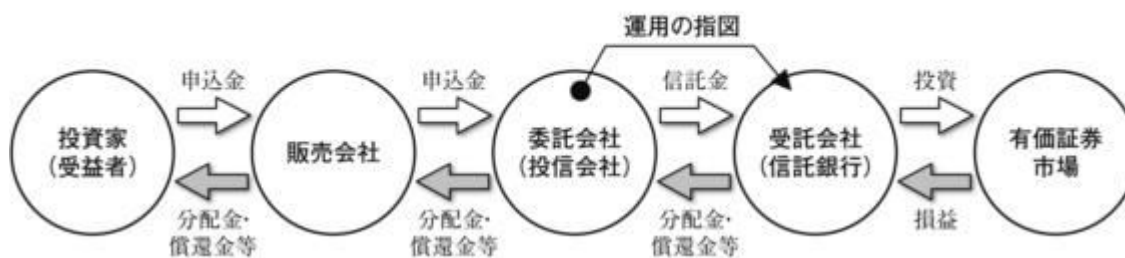 運用の指図
申込金
申込金
信託金
投資
投資家
(受益者)
販売会社
委託会社
(投信会社)
受託会社
(信託銀行)
有価証券
市場
分配金・
償還金等
分配金・
償還金等
分配金・
償還金等
損益